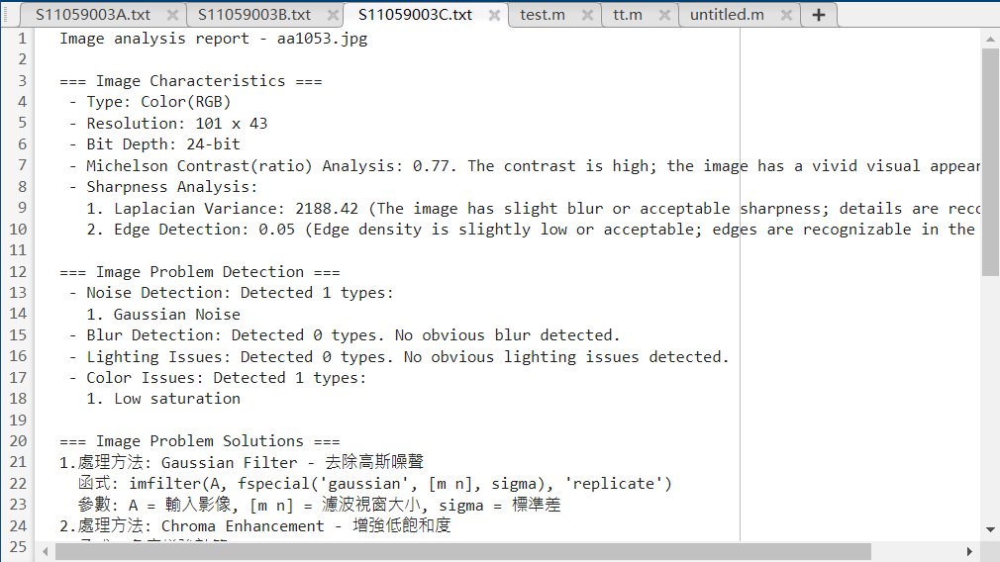 S11059003A.txt S11059003B.txt S11059003C.txt test.m tt.m untitled.m
1 Image analysis report - aa1053.jpg
2
3 === Image Characteristics ===
4 - Type: Color(RGB)
5 - Resolution: 101 x 43
6 - Bit Depth: 24-bit
7 - Michelson Contrast(ratio) Analysis: 0.77. The contrast is high; the image has a vivid visual appear
8 - Sharpness Analysis:
9 1. Laplacian Variance: 2188.42 (The image has slight blur or acceptable sharpness; details are reco
10 2. Edge Detection: 0.05 (Edge density is slightly low or acceptable; edges are recognizable in the
11
12 === Image Problem Detection ===
13 - Noise Detection: Detected 1 types:
14 1. Gaussian Noise
15 - Blur Detection: Detected 0 types. No obvious blur detected.
16 - Lighting Issues: Detected 0 types. No obvious lighting issues detected.
17 - Color Issues: Detected 1 types:
18 1. Low saturation
19
20 === Image Problem Solutions ===
21 1.處理方法: Gaussian Filter - 去除高斯噪聲
22 函式: imfilter(A, fspecial('gaussian', [m n], sigma), 'replicate')
23 參數: A = 輸入影像, [m n] = 濾波視窗大小, sigma = 標準差
24 2.處理方法: Chroma Enhancement - 增強低飽和度
25